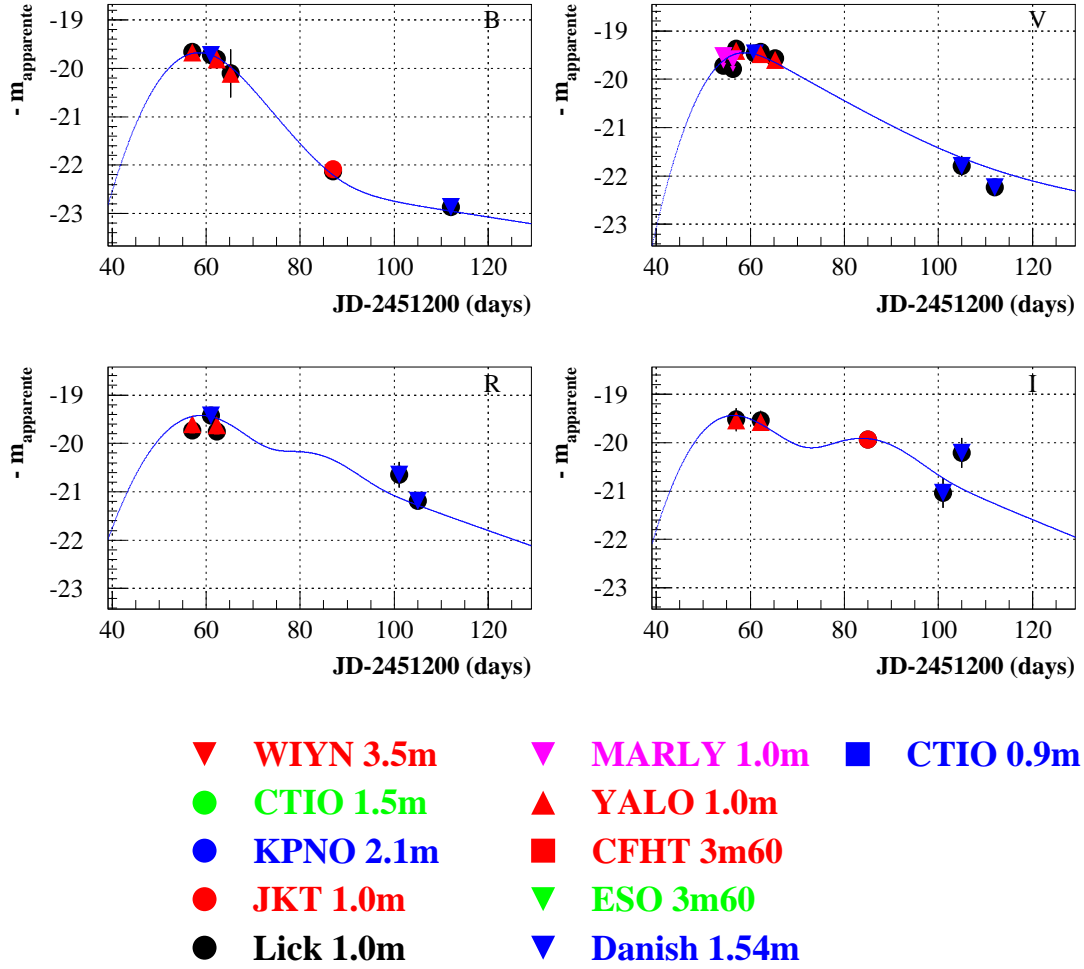 B
- m apparente
-19
-20
-21
-22
-23
40 60 80 100 120
JD-2451200 (days)
V
- m apparente
-19
-20
-21
-22
-23
40 60 80 100 120
JD-2451200 (days)
R
- m apparente
-19
-20
-21
-22
-23
40 60 80 100 120
JD-2451200 (days)
I
- m apparente
-19
-20
-21
-22
-23
40 60 80 100 120
JD-2451200 (days)
WIYN 3.5m
CTIO 1.5m
KPNO 2.1m
JKT 1.0m
Lick 1.0m
MARLY 1.0m
YALO 1.0m
CFHT 3m60
ESO 3m60
Danish 1.54m
CTIO 0.9m